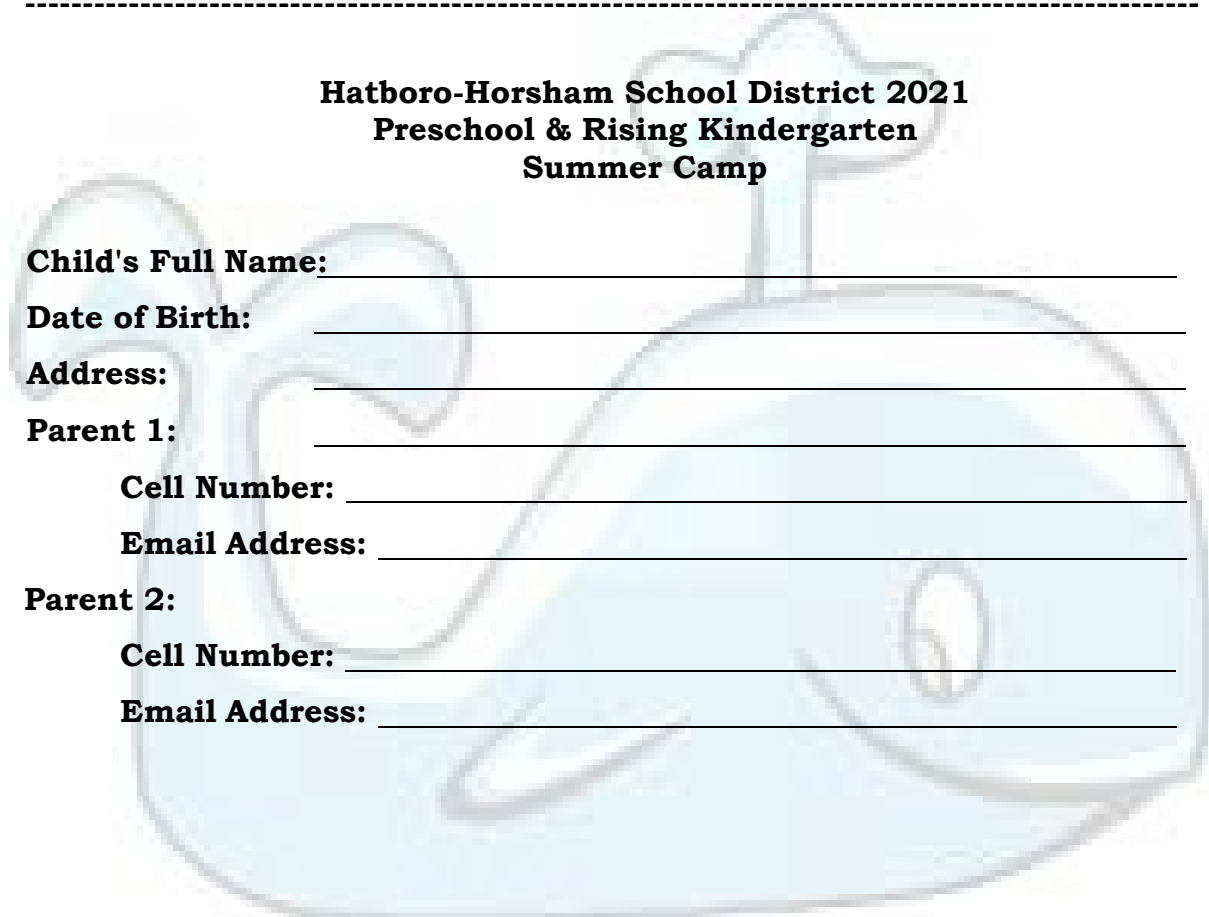 Hatboro-Horsham School District 2021
Preschool & Rising Kindergarten
Summer Camp
Child's Full Name:
Date of Birth:
Address:
Parent 1:
Cell Number:
Email Address:
Parent 2:
Cell Number:
Email Address: